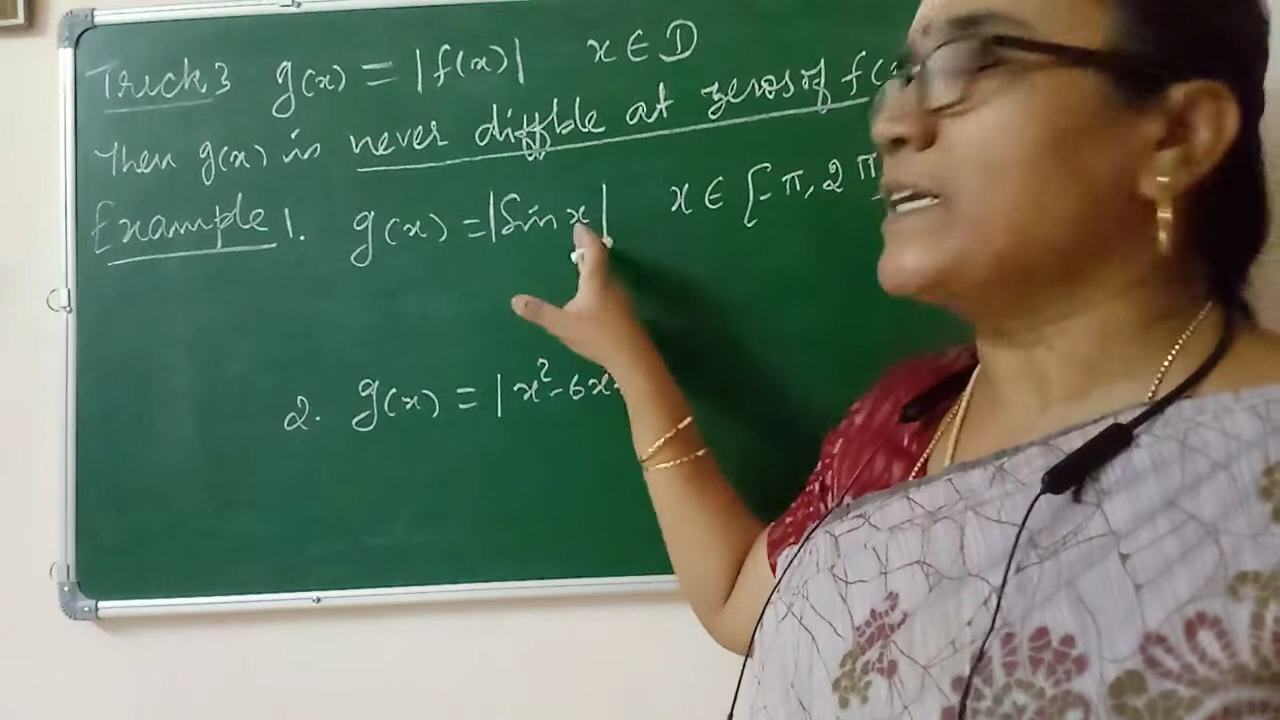 Trick 3 g(x) = |f(x)| x ∈ D
Then g(x) is never diffble at zeros of f(
Example 1. g(x) = |Sin x| x ∈ [-π, 2π
2. g(x) = |x²-6x